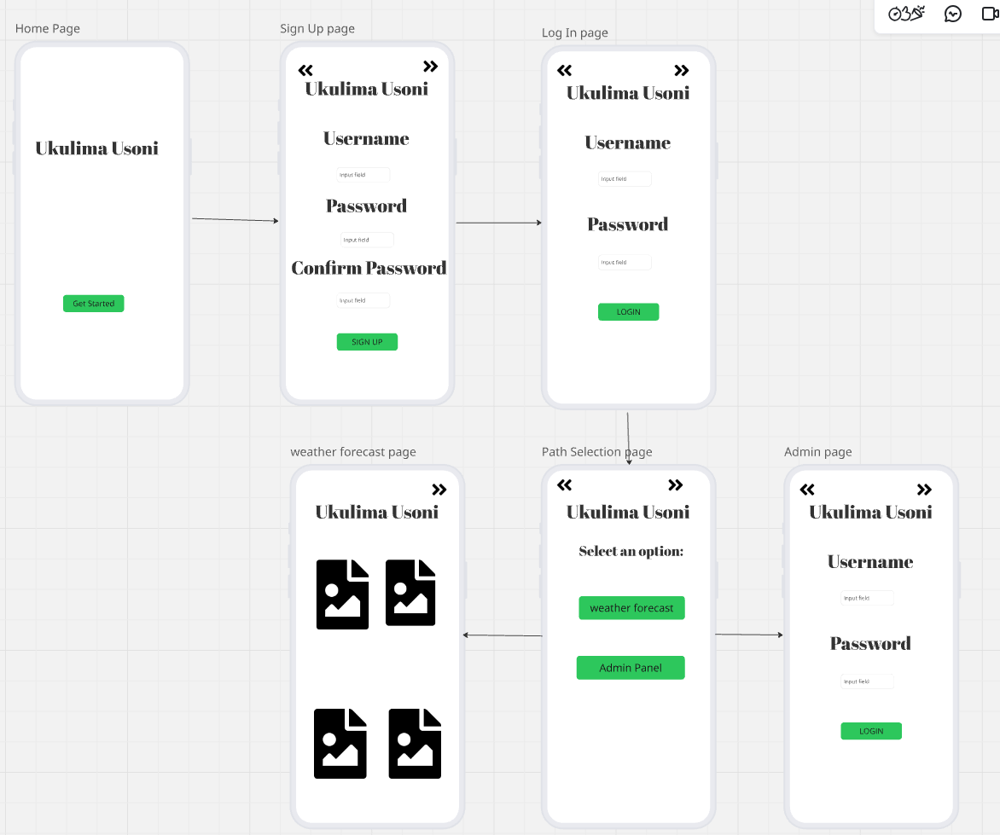 Home Page
Ukulima Usoni
Get Started
Sign Up page
Ukulima Usoni
Username
Input field
Password
Input field
Confirm Password
Input field
SIGN UP
Log In page
Ukulima Usoni
Username
Input field
Password
Input field
LOGIN
weather forecast page
Ukulima Usoni
Path Selection page
Ukulima Usoni
Select an option:
weather forecast
Admin Panel
Admin page
Ukulima Usoni
Username
Input field
Password
Input field
LOGIN